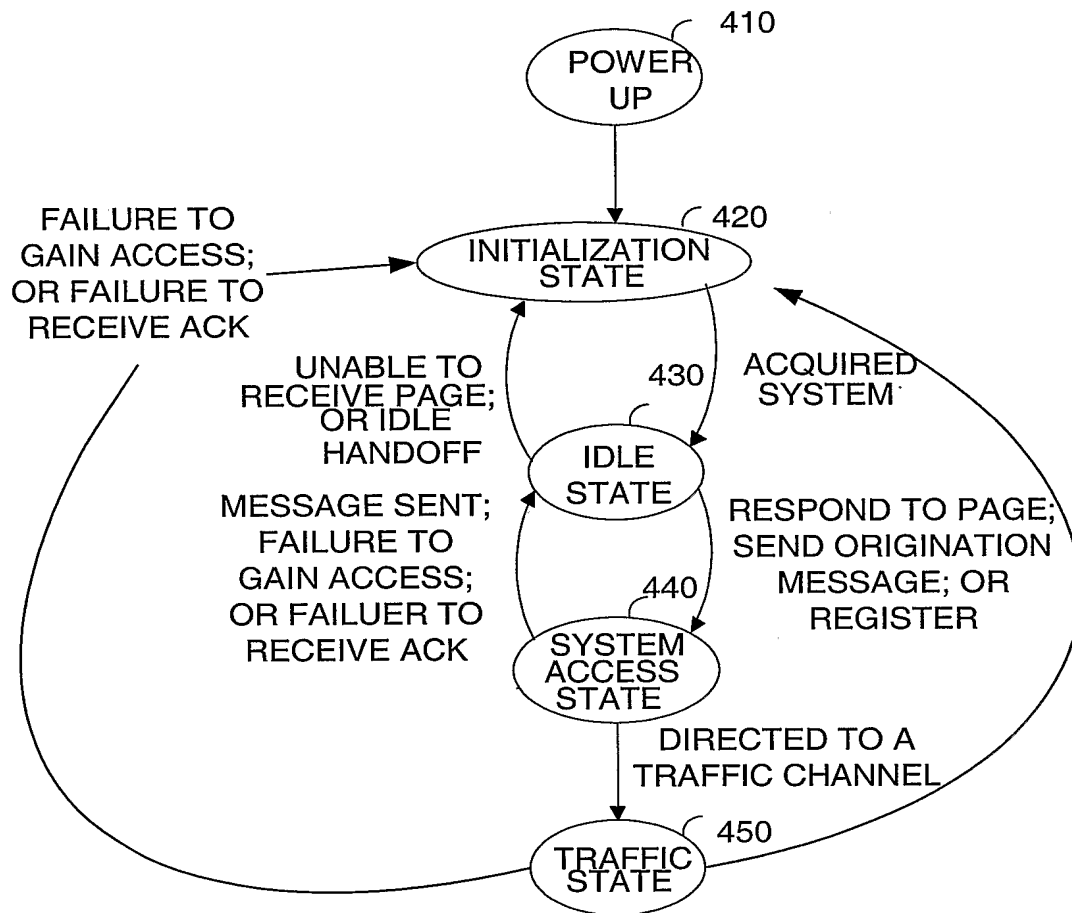 410
POWER
UP
420
INITIALIZATION
STATE
FAILURE TO
GAIN ACCESS;
OR FAILURE TO
RECEIVE ACK
UNABLE TO
RECEIVE PAGE;
OR IDLE
HANDOFF
430
ACQUIRED
SYSTEM
IDLE
STATE
MESSAGE SENT;
FAILURE TO
GAIN ACCESS;
OR FAILUER TO
RECEIVE ACK
RESPOND TO PAGE;
SEND ORIGINATION
MESSAGE; OR
REGISTER
440
SYSTEM
ACCESS
STATE
DIRECTED TO A
TRAFFIC CHANNEL
450
TRAFFIC
STATE